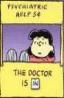 PSYCHIATRIC
HELP 5¢
THE DOCTOR
IS IN